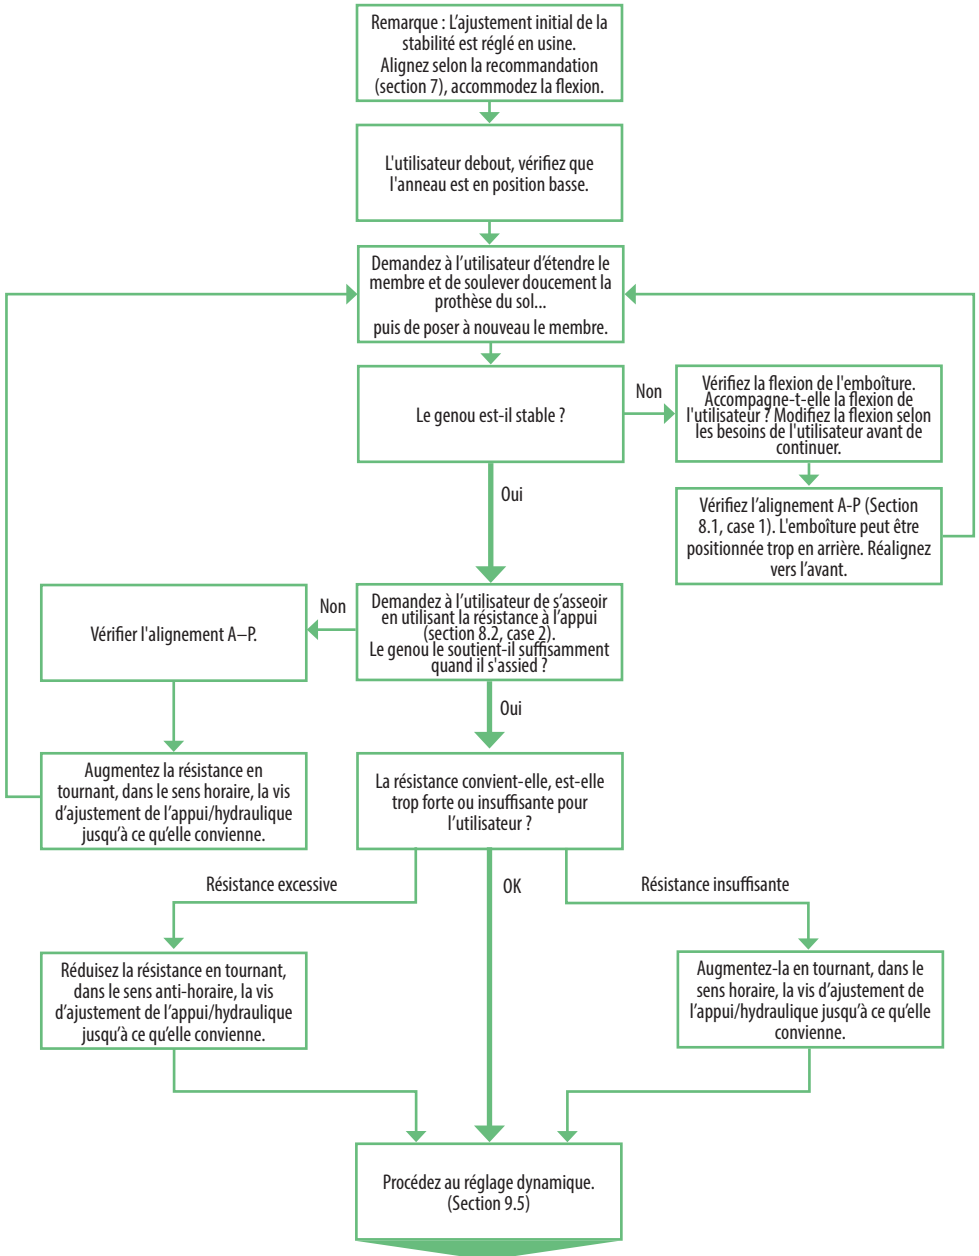 Remarque : L’ajustement initial de la
stabilité est réglé en usine.
Alignez selon la recommandation
(section 7), accommodez la flexion.
L'utilisateur debout, vérifiez que
l'anneau est en position basse.
Demandez à l’utilisateur d’étendre le
membre et de soulever doucement la
prothèse du sol...
puis de poser à nouveau le membre.
Le genou est-il stable ?
Non
Vérifiez la flexion de l'emboîture.
Accompagne-t-elle la flexion de
l'utilisateur ? Modifiez la flexion selon
les besoins de l'utilisateur avant de
continuer.
Oui
Vérifiez l’alignement A-P (Section
8.1, case 1). L'emboîture peut être
positionnée trop en arrière. Réalignez
vers l’avant.
Demandez à l’utilisateur de s’asseoir
en utilisant la résistance à l’appui
(section 8.2, case 2).
Le genou le soutient-il suffisamment
quand il s'assied ?
Non
Vérifier l'alignement A–P.
Oui
Augmentez la résistance en
tournant, dans le sens horaire, la vis
d’ajustement de l’appui/hydraulique
jusqu’à ce qu’elle convienne.
La résistance convient-elle, est-elle
trop forte ou insuffisante pour
l’utilisateur ?
Résistance excessive
OK
Résistance insuffisante
Réduisez la résistance en tournant,
dans le sens anti-horaire, la vis
d’ajustement de l’appui/hydraulique
jusqu’à ce qu’elle convienne.
Augmentez-la en tournant, dans le
sens horaire, la vis d’ajustement de
l’appui/hydraulique jusqu’à ce qu’elle
convienne.
Procédez au réglage dynamique.
(Section 9.5)